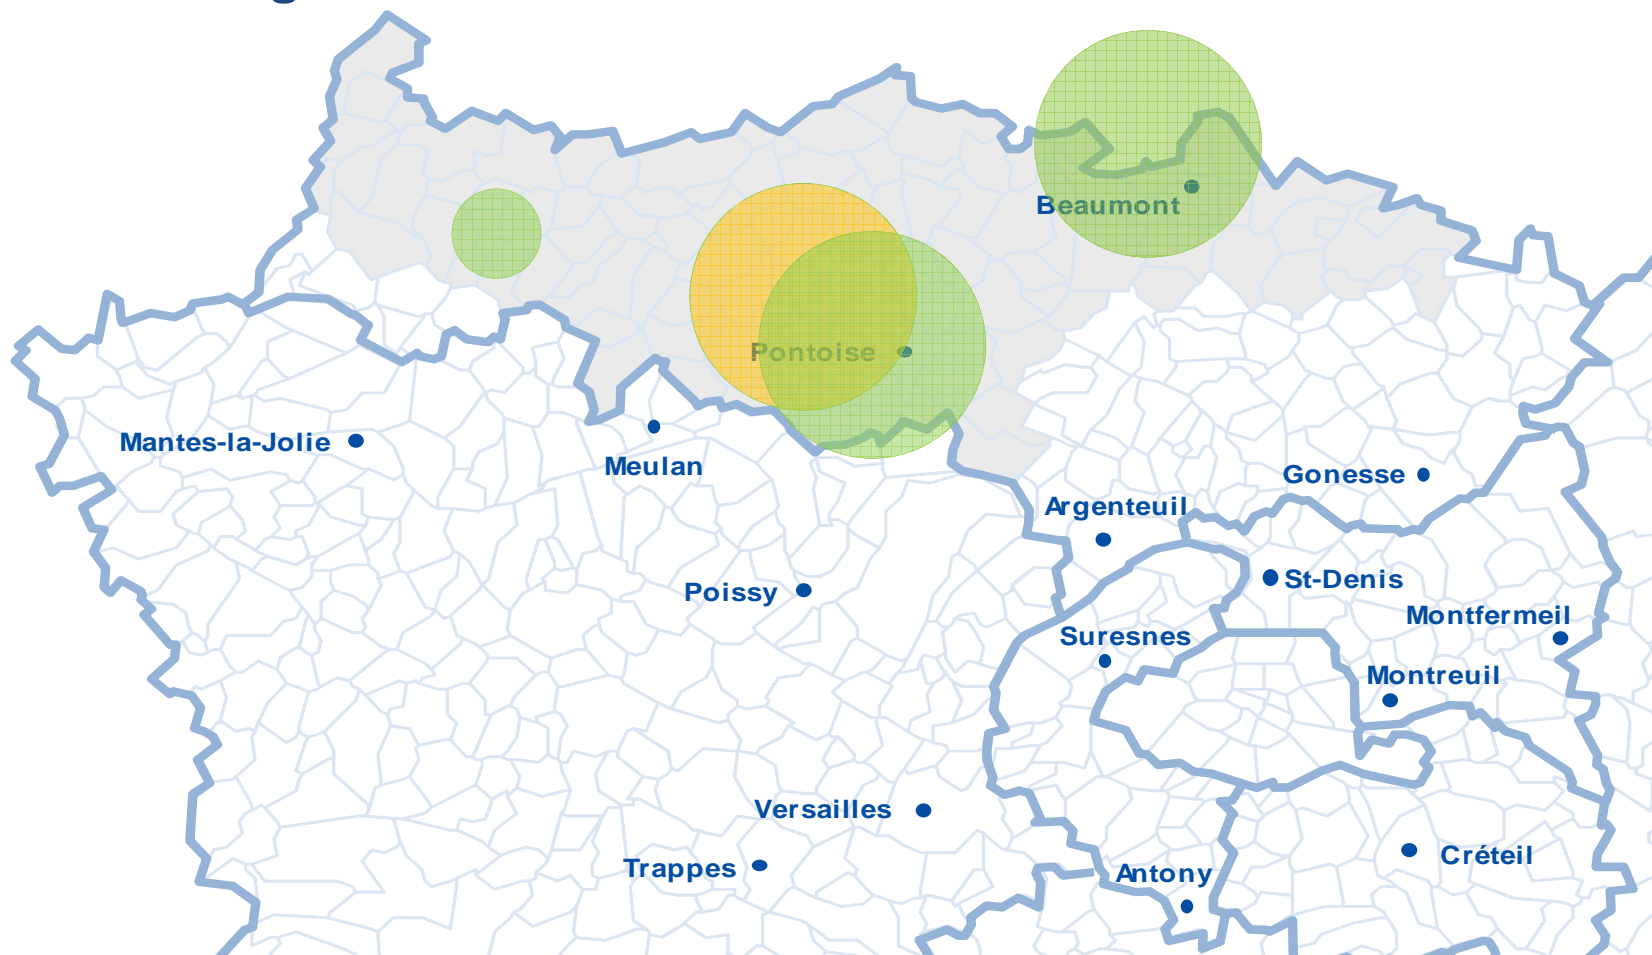 Beaumont
Pontoise
Mantes-la-Jolie
Meulan
Gonesse
Argenteuil
St-Denis
Poissy
Montfermeil
Suresnes
Montreuil
Versailles
Créteil
Trappes
Antony